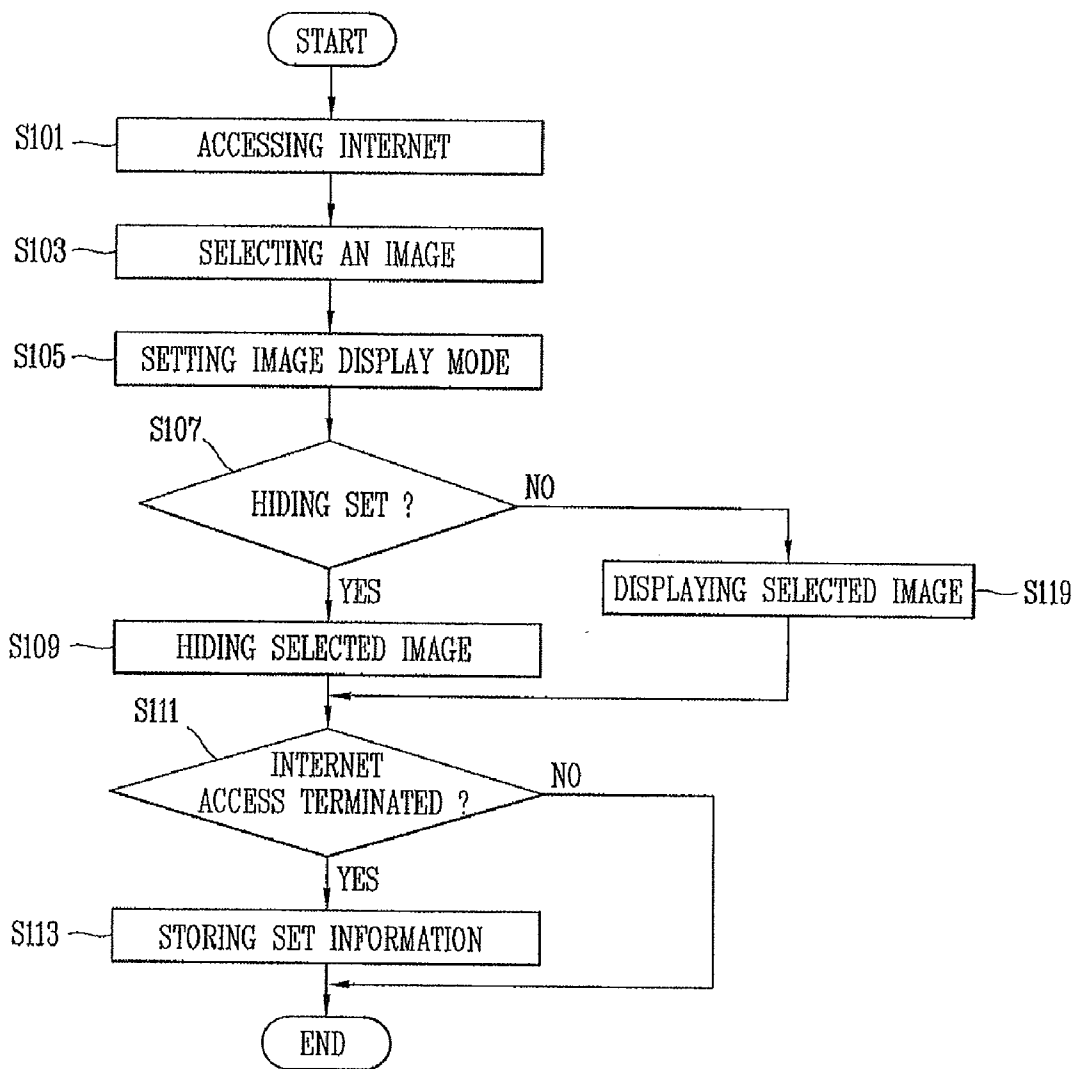 START
S101
ACCESSING INTERNET
S103
SELECTING AN IMAGE
S105
SETTING IMAGE DISPLAY MODE
S107
HIDING SET ?
NO
YES
DISPLAYING SELECTED IMAGE
S119
S109
HIDING SELECTED IMAGE
S111
INTERNET
ACCESS TERMINATED ?
NO
YES
S113
STORING SET INFORMATION
END